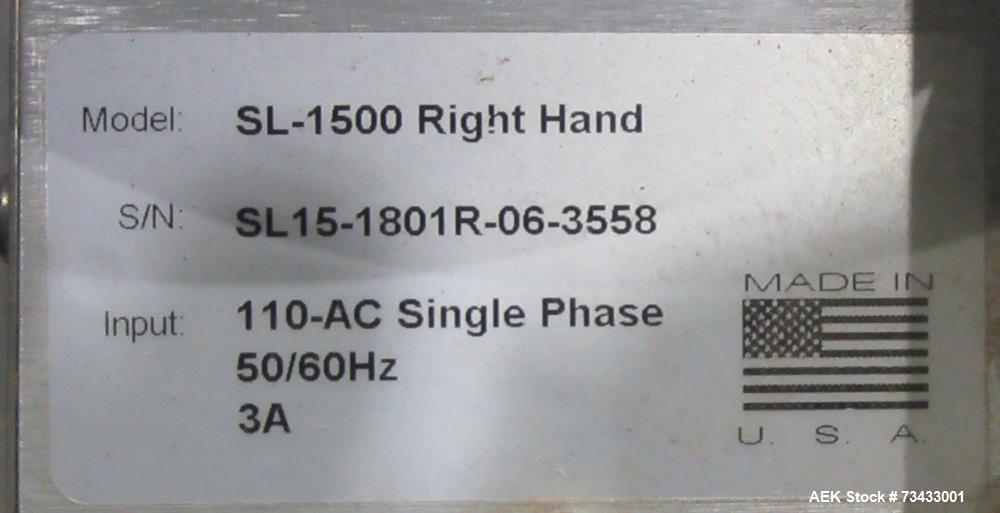 Model: SL-1500 Right Hand
S/N: SL15-1801R-06-3558
Input: 110-AC Single Phase
50/60Hz
3A
MADE IN
U. S. A.
AEK Stock # 73433001